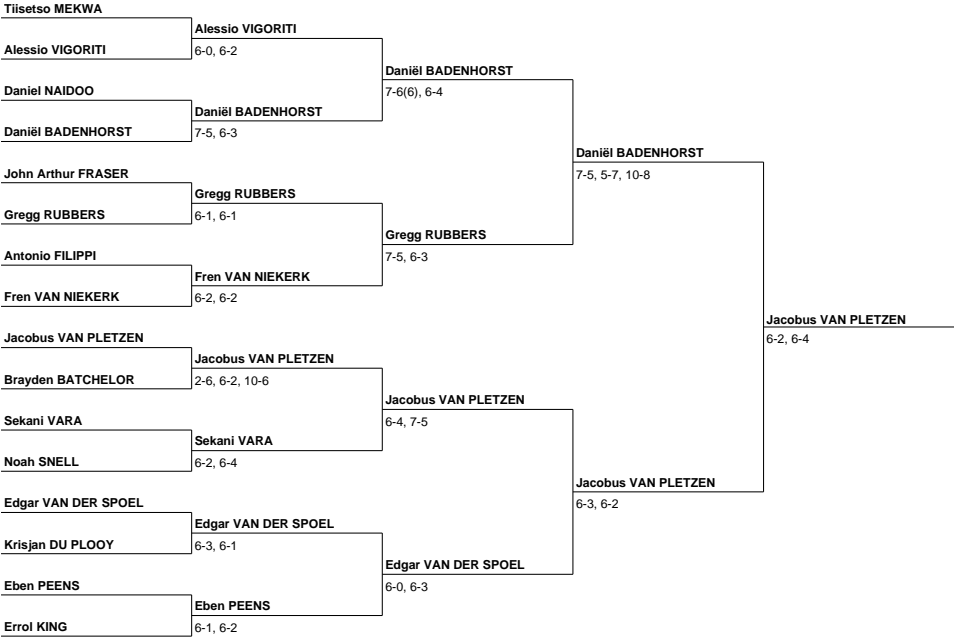 Tiisetso MEKWA
Alessio VIGORITI
Alessio VIGORITI
6-0, 6-2
Daniël BADENHORST
7-6(6), 6-4
Daniel NAIDOO
Daniël BADENHORST
Daniël BADENHORST
7-5, 6-3
Daniël BADENHORST
7-5, 5-7, 10-8
John Arthur FRASER
Gregg RUBBERS
Gregg RUBBERS
6-1, 6-1
Gregg RUBBERS
7-5, 6-3
Antonio FILIPPI
Fren VAN NIEKERK
Fren VAN NIEKERK
6-2, 6-2
Jacobus VAN PLETZEN
6-2, 6-4
Jacobus VAN PLETZEN
Jacobus VAN PLETZEN
Brayden BATCHELOR
2-6, 6-2, 10-6
Jacobus VAN PLETZEN
6-4, 7-5
Sekani VARA
Sekani VARA
Noah SNELL
6-2, 6-4
Jacobus VAN PLETZEN
6-3, 6-2
Edgar VAN DER SPOEL
Edgar VAN DER SPOEL
Krisjan DU PLOOY
6-3, 6-1
Edgar VAN DER SPOEL
6-0, 6-3
Eben PEENS
Eben PEENS
Errol KING
6-1, 6-2